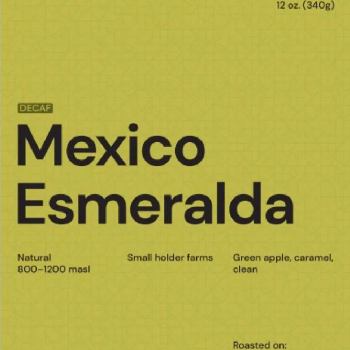 12 oz. (340g)
DECAF
Mexico
Esmeralda
Natural
800–1200 masl
Small holder farms
Green apple, caramel,
clean
Roasted on: